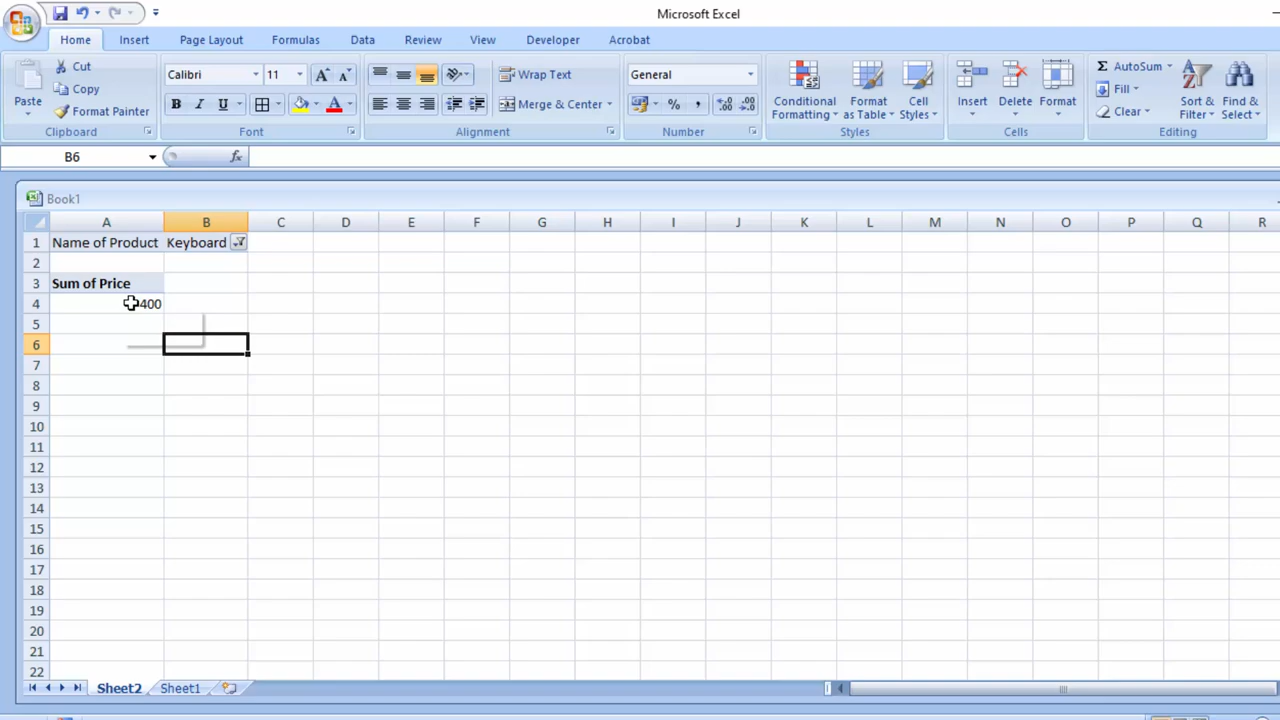 Microsoft Excel
Home Insert Page Layout Formulas Data Review View Developer Acrobat
Paste Cut Copy Format Painter Clipboard
Calibri 11 A A B I U A Font
Wrap Text Merge & Center Alignment
General % , .0 .00 .00 .0 Number
Conditional Formatting Format as Table Cell Styles Styles
Insert Delete Format Cells
Σ AutoSum Fill Clear Sort & Filter Find & Select Editing
B6 fx
Book1
A B C D E F G H I J K L M N O P Q R
1 Name of Product Keyboard
2
3 Sum of Price
4
5
6
7
8
9
10
11
12
13
14
15
16
17
18
19
20
21
22
Sheet2 Sheet1